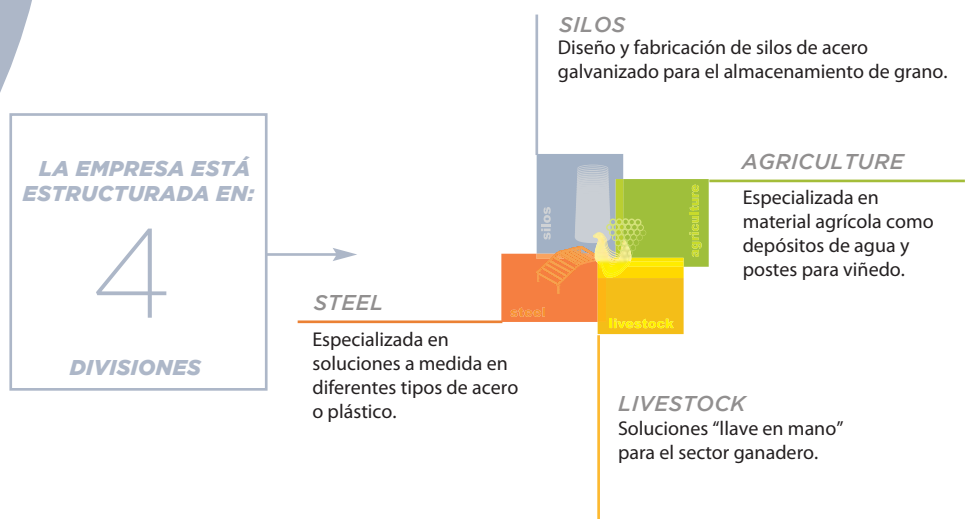 SILOS
Diseño y fabricación de silos de acero
galvanizado para el almacenamiento de grano.
LA EMPRESA ESTÁ
ESTRUCTURADA EN:
4
DIVISIONES
AGRICULTURE
Especializada en
material agrícola como
depósitos de agua y
postes para viñedo.
silos
agriculture
steel
livestock
STEEL
Especializada en
soluciones a medida en
diferentes tipos de acero
o plástico.
LIVESTOCK
Soluciones “llave en mano”
para el sector ganadero.